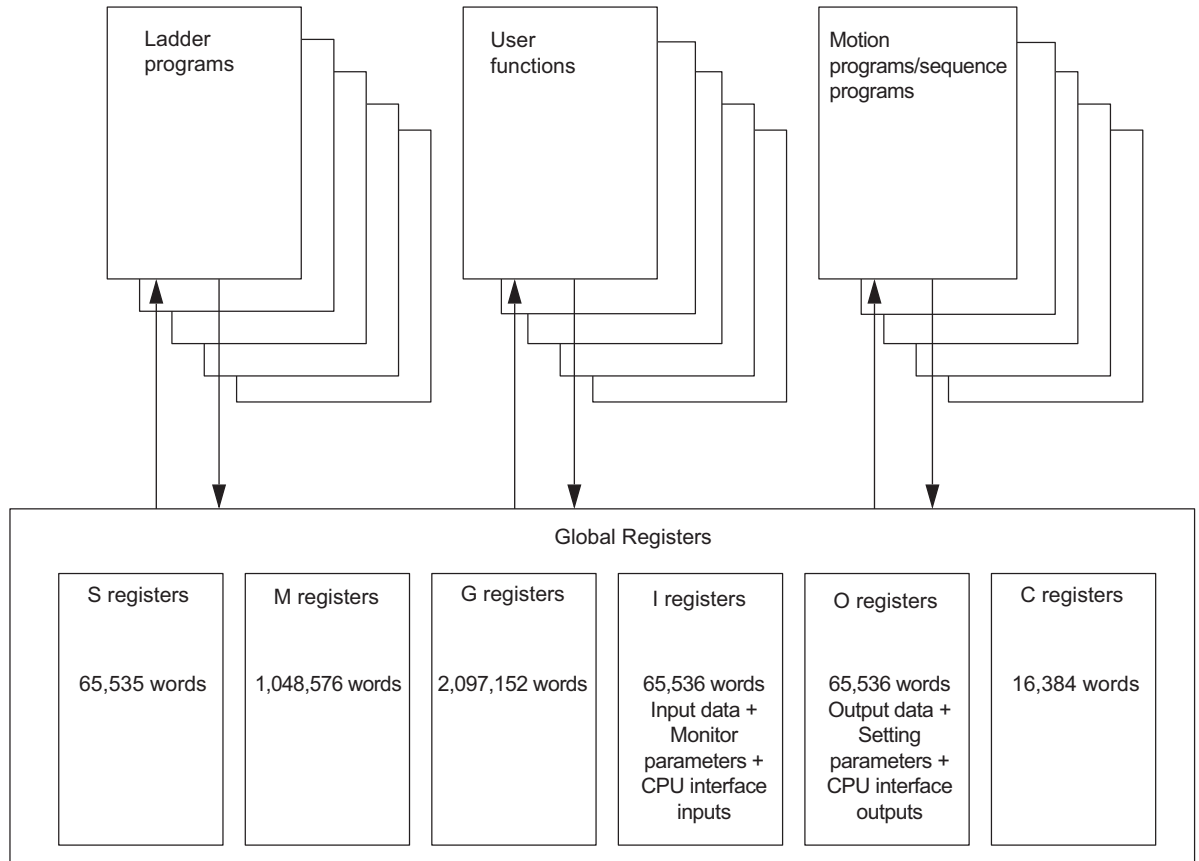 Ladder
programs
User
functions
Motion
programs/sequence
programs
Global Registers
S registers
65,535 words
M registers
1,048,576 words
G registers
2,097,152 words
I registers
65,536 words
Input data +
Monitor
parameters +
CPU interface
inputs
O registers
65,536 words
Output data +
Setting
parameters +
CPU interface
outputs
C registers
16,384 words